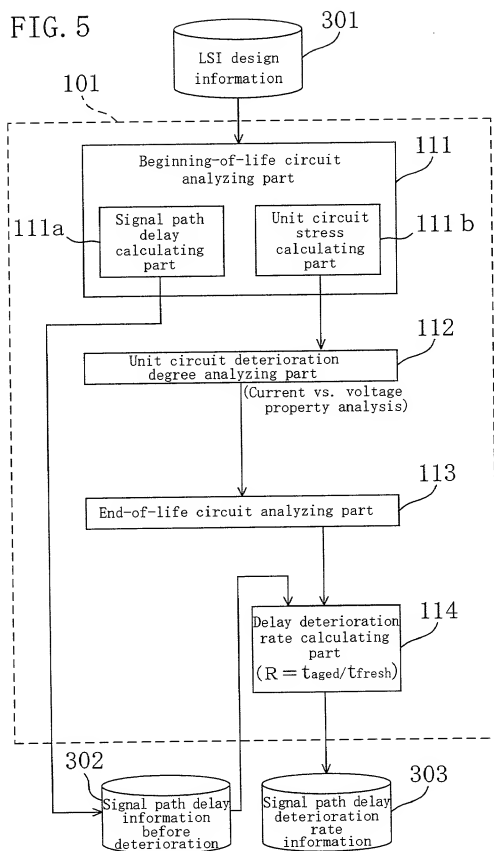 FIG. 5
301
LSI design
information
101
111
Beginning-of-life circuit
analyzing part
111a
Signal path
delay
calculating
part
Unit circuit
stress
calculating
part
111 b
112
Unit circuit deterioration
degree analyzing part
(Current vs. voltage
property analysis)
113
End-of-life circuit analyzing part
114
Delay deterioration
rate calculating
part
(R = taged/tfresh)
302
Signal path delay
information
before
deterioration
303
Signal path delay
deterioration
rate
information